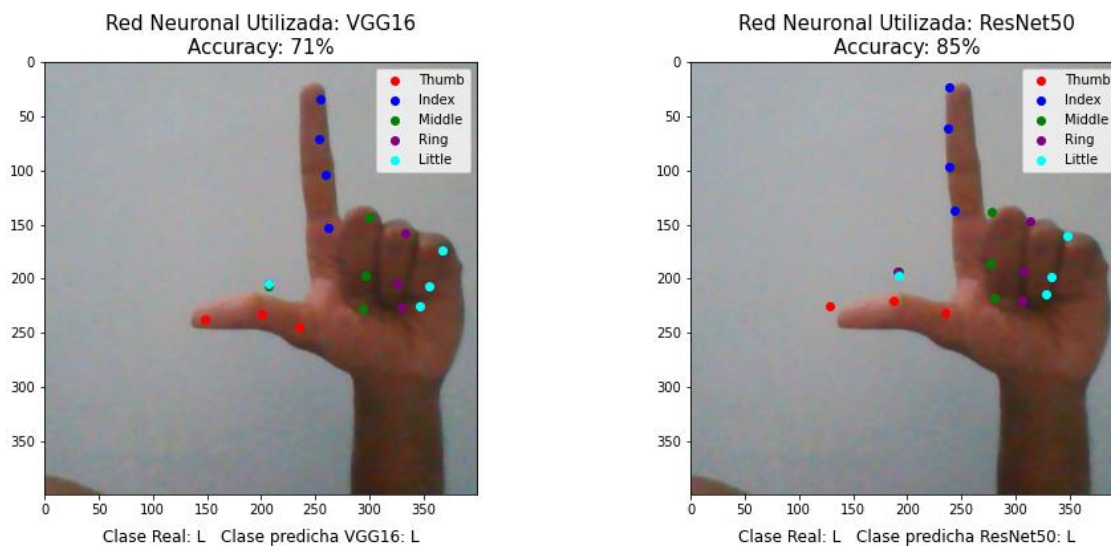 Red Neuronal Utilizada: VGG16
Accuracy: 71%
0
50
100
150
200
250
300
350
0 50 100 150 200 250 300 350
Thumb
Index
Middle
Ring
Little
Clase Real: L Clase predicha VGG16: L
Red Neuronal Utilizada: ResNet50
Accuracy: 85%
0
50
100
150
200
250
300
350
0 50 100 150 200 250 300 350
Thumb
Index
Middle
Ring
Little
Clase Real: L Clase predicha ResNet50: L